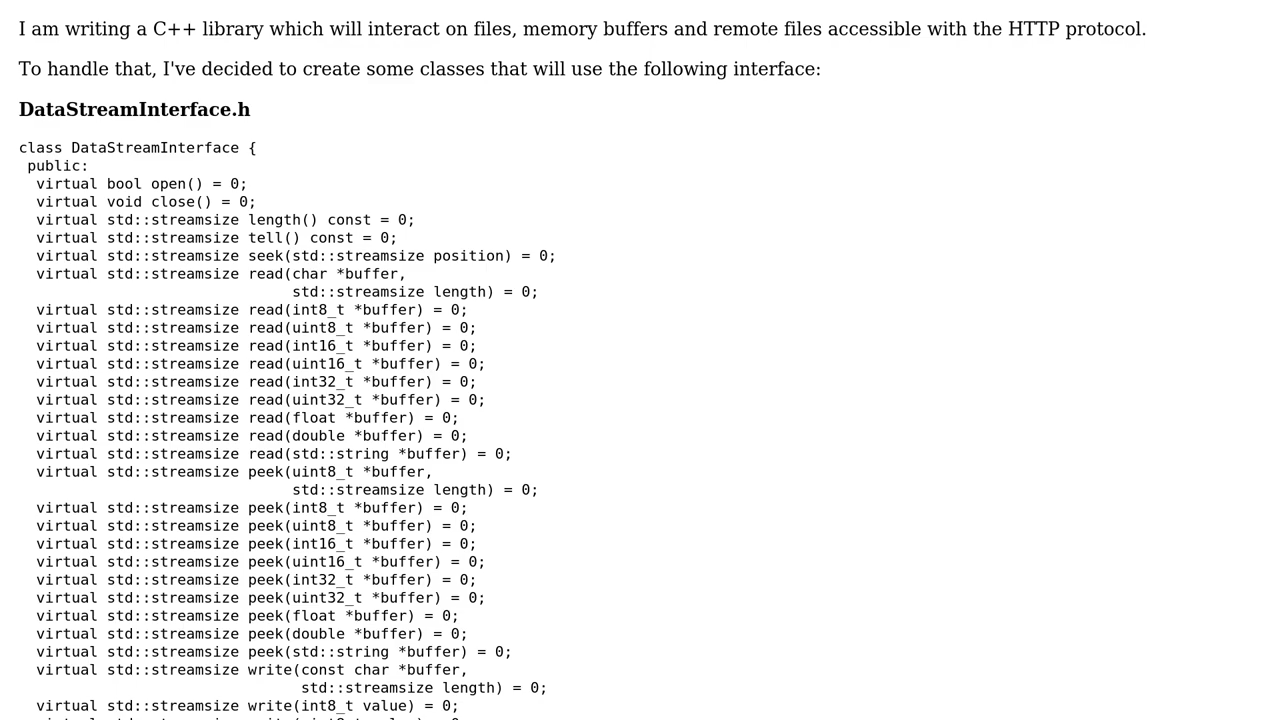 I am writing a C++ library which will interact on files, memory buffers and remote files accessible with the HTTP protocol.
To handle that, I've decided to create some classes that will use the following interface:
DataStreamInterface.h
class DataStreamInterface {
 public:
  virtual bool open() = 0;
  virtual void close() = 0;
  virtual std::streamsize length() const = 0;
  virtual std::streamsize tell() const = 0;
  virtual std::streamsize seek(std::streamsize position) = 0;
  virtual std::streamsize read(char *buffer,
                               std::streamsize length) = 0;
  virtual std::streamsize read(int8_t *buffer) = 0;
  virtual std::streamsize read(uint8_t *buffer) = 0;
  virtual std::streamsize read(int16_t *buffer) = 0;
  virtual std::streamsize read(uint16_t *buffer) = 0;
  virtual std::streamsize read(int32_t *buffer) = 0;
  virtual std::streamsize read(uint32_t *buffer) = 0;
  virtual std::streamsize read(float *buffer) = 0;
  virtual std::streamsize read(double *buffer) = 0;
  virtual std::streamsize read(std::string *buffer) = 0;
  virtual std::streamsize peek(uint8_t *buffer,
                               std::streamsize length) = 0;
  virtual std::streamsize peek(int8_t *buffer) = 0;
  virtual std::streamsize peek(uint8_t *buffer) = 0;
  virtual std::streamsize peek(int16_t *buffer) = 0;
  virtual std::streamsize peek(uint16_t *buffer) = 0;
  virtual std::streamsize peek(int32_t *buffer) = 0;
  virtual std::streamsize peek(uint32_t *buffer) = 0;
  virtual std::streamsize peek(float *buffer) = 0;
  virtual std::streamsize peek(double *buffer) = 0;
  virtual std::streamsize peek(std::string *buffer) = 0;
  virtual std::streamsize write(const char *buffer,
                                std::streamsize length) = 0;
  virtual std::streamsize write(int8_t value) = 0;